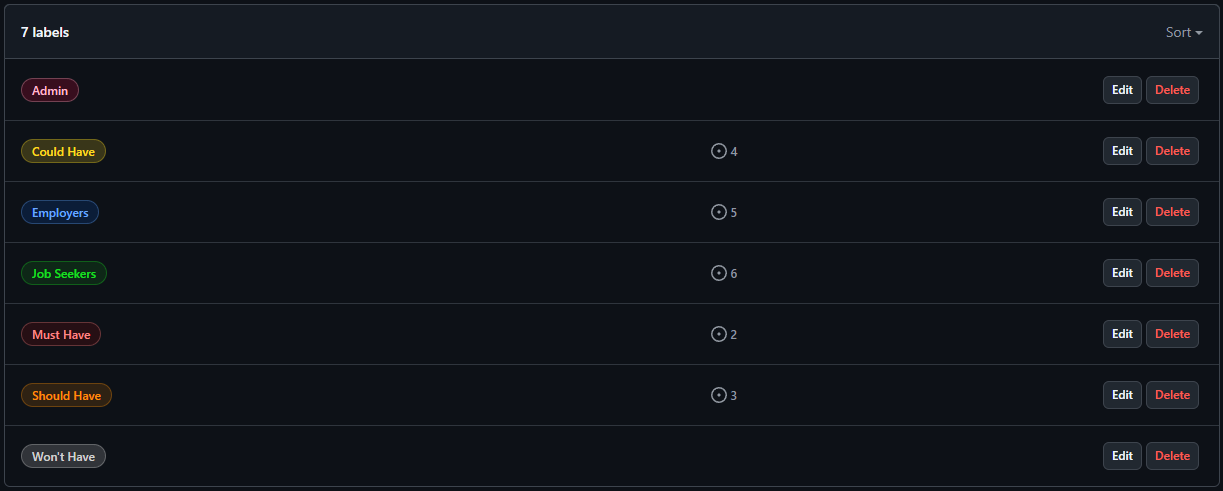 7 labels Sort
Admin Edit Delete
Could Have 4 Edit Delete
Employers 5 Edit Delete
Job Seekers 6 Edit Delete
Must Have 2 Edit Delete
Should Have 3 Edit Delete
Won't Have Edit Delete